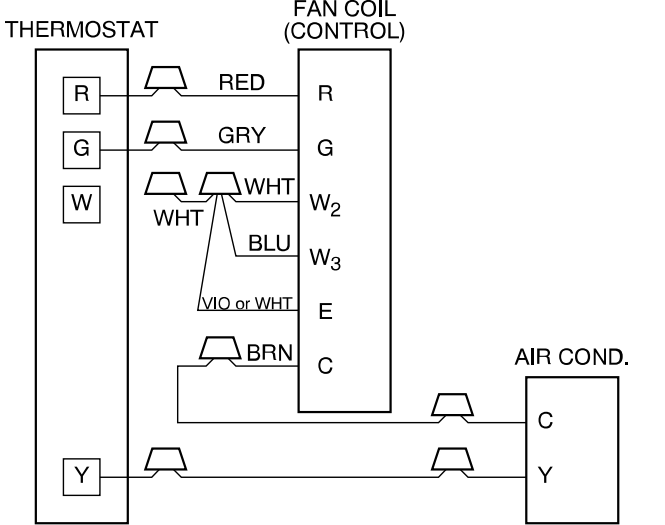 FAN COIL
(CONTROL)
THERMOSTAT
R
RED
R
G
GRY
G
W
WHT
WHT
W2
BLU
W3
VIO or WHT
E
BRN
C
AIR COND.
C
Y
Y